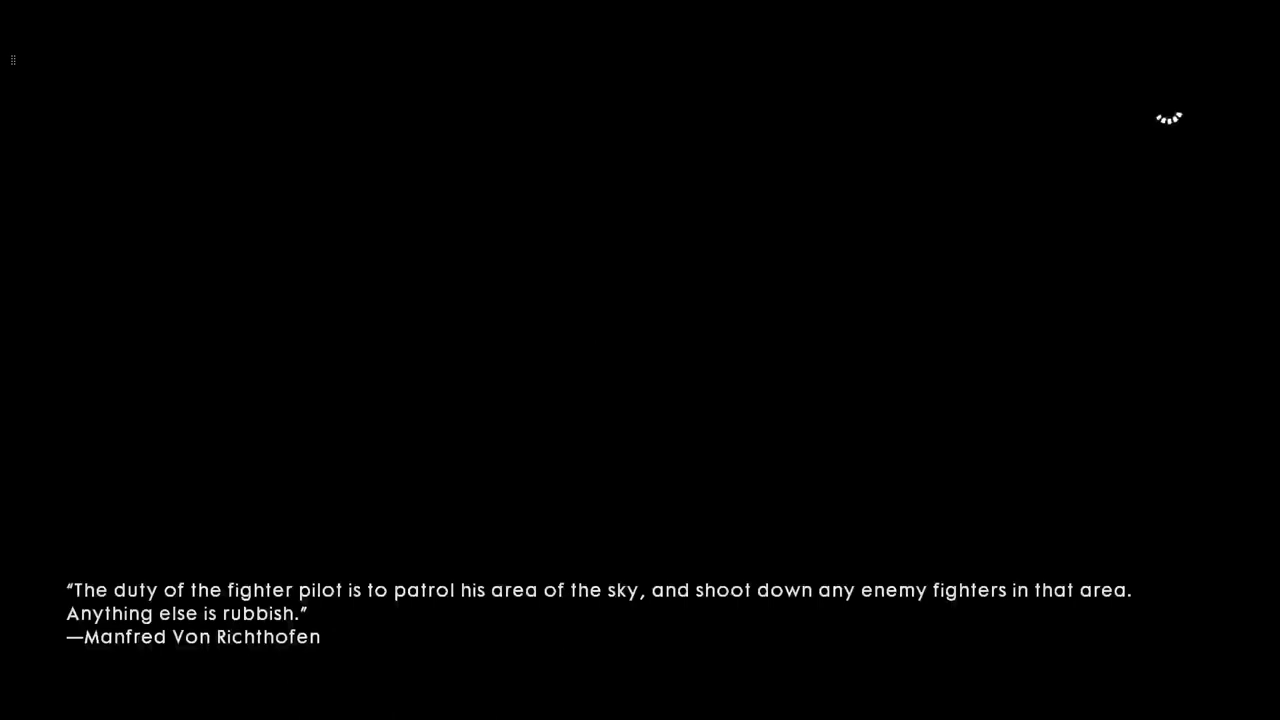 “The duty of the fighter pilot is to patrol his area of the sky, and shoot down any enemy fighters in that area.
Anything else is rubbish.”
—Manfred Von Richthofen